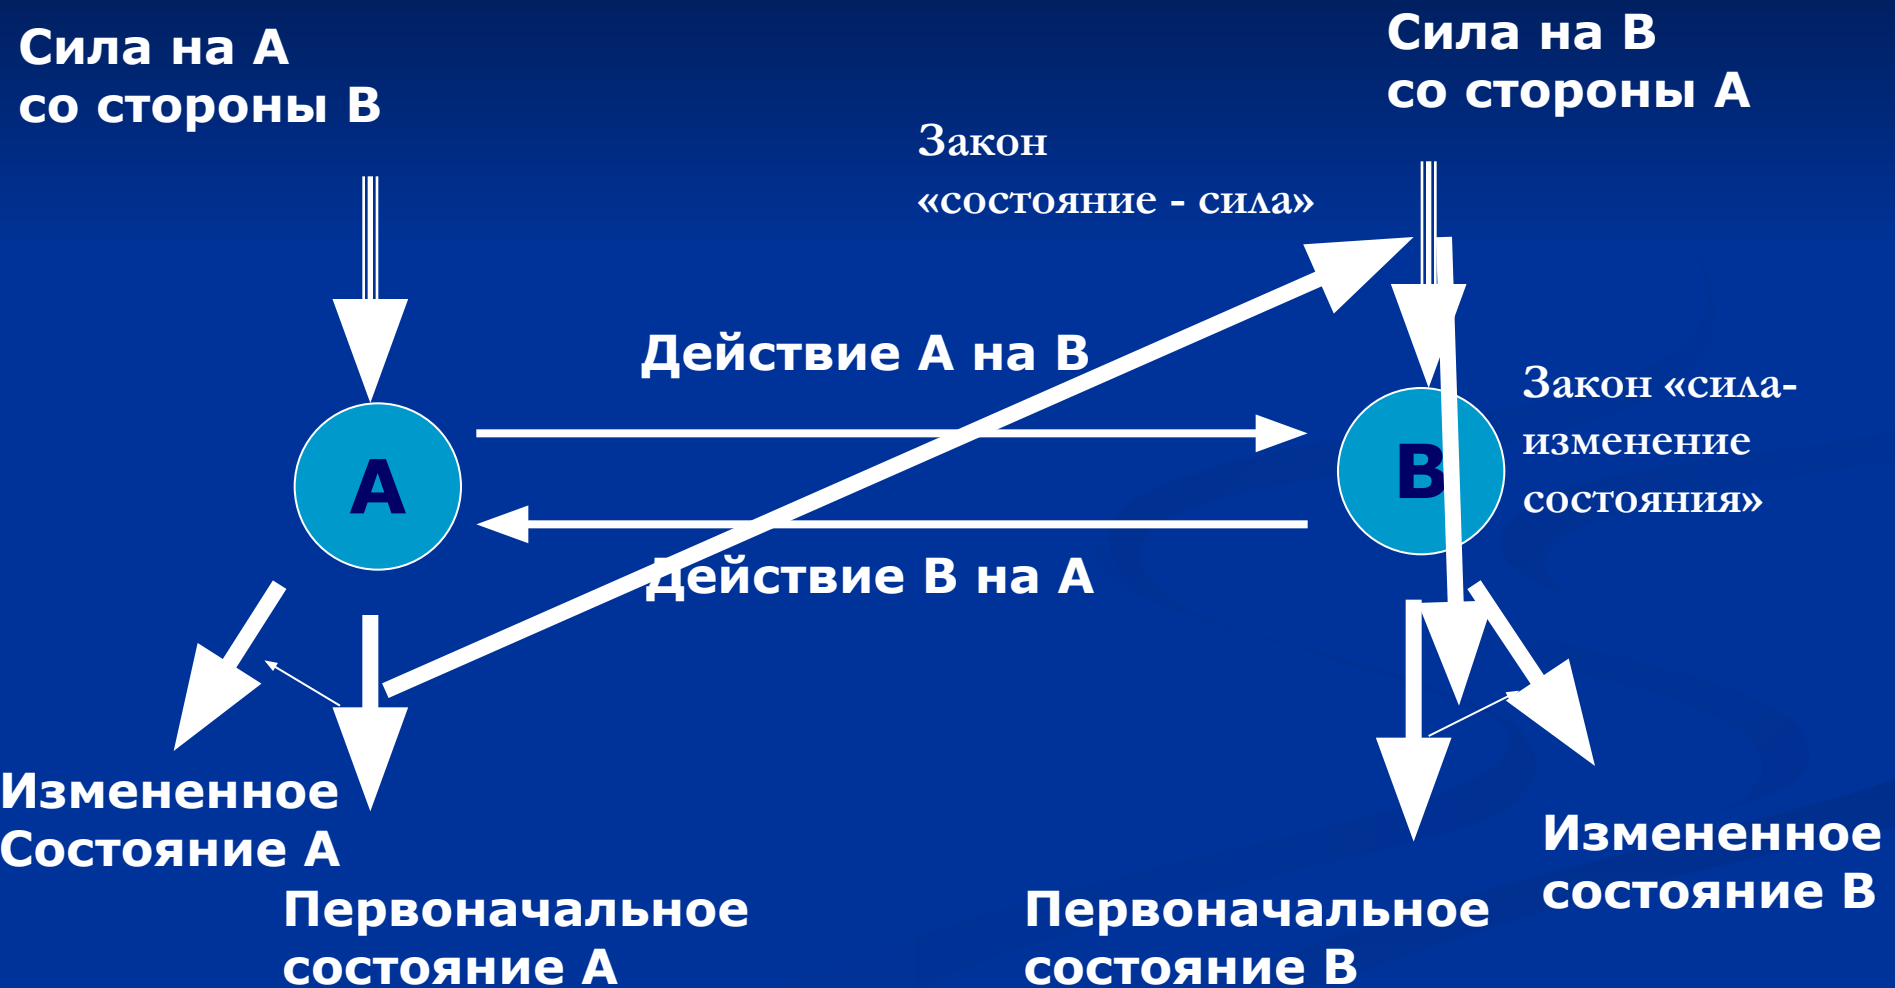 Сила на А
со стороны В
Сила на В
со стороны А
Закон
«состояние - сила»
Действие А на В
Закон «сила-
изменение
состояния»
А
В
Действие В на А
Измененное
Состояние А
Первоначальное
состояние А
Первоначальное
состояние В
Измененное
состояние В